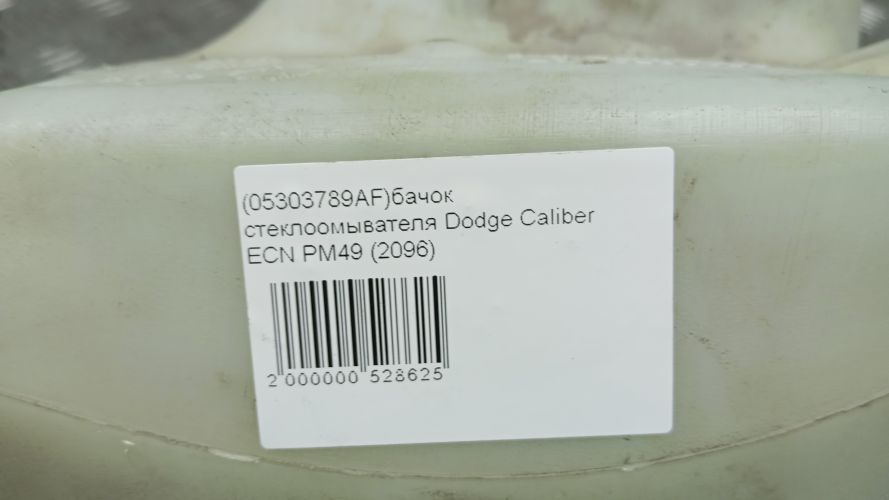 (05303789AF)бачок
стеклоомывателя Dodge Caliber
ECN PM49 (2096)
2 000000 528625